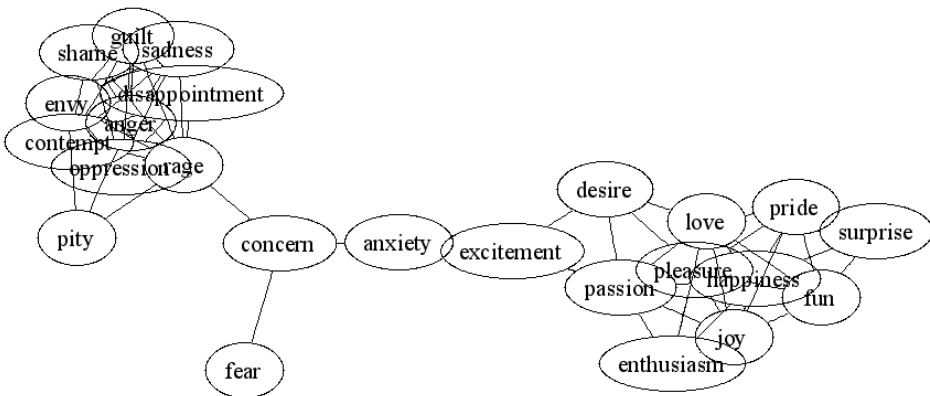 guilt
shame
sadness
envy
disappointment
anger
contempt
oppression
rage
pity
concern
anxiety
excitement
fear
desire
love
pride
surprise
passion
pleasure
happiness
fun
joy
enthusiasm